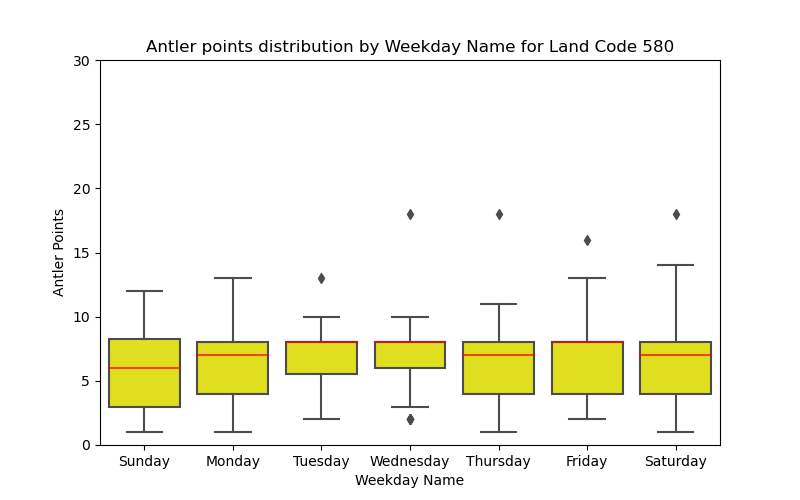 Antler points distribution by Weekday Name for Land Code 580
30
25
20
15
10
5
0
Antler Points
Sunday Monday Tuesday Wednesday Thursday Friday Saturday
Weekday Name